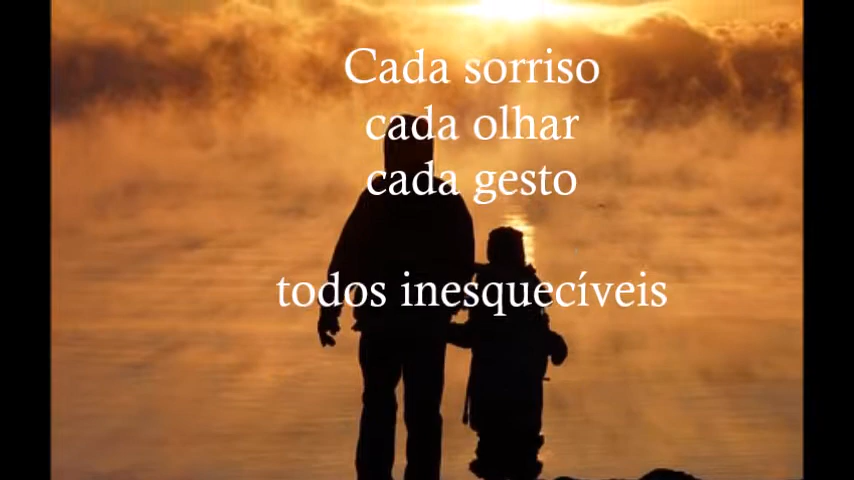 Cada sorriso
cada olhar
cada gesto
todos inesquecíveis